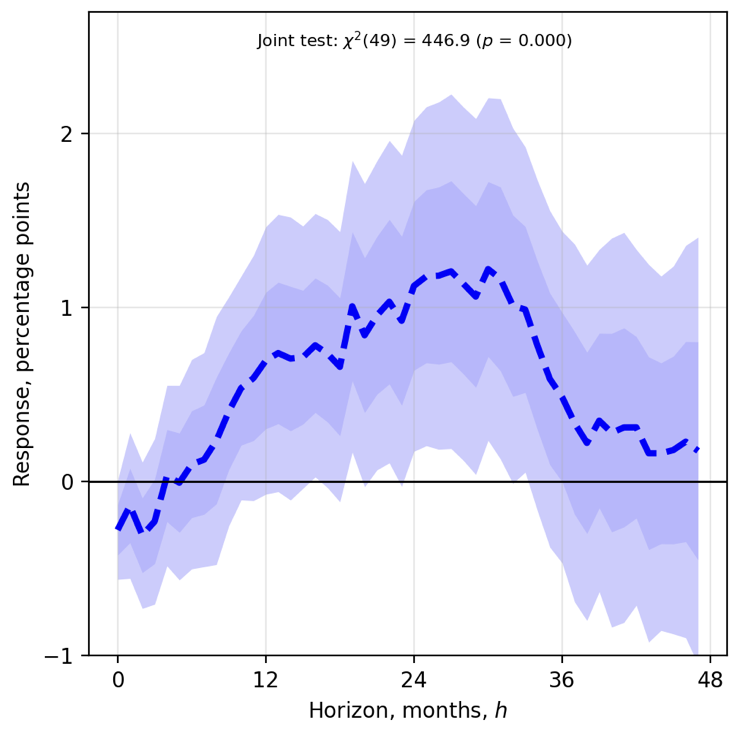 Joint test: χ²(49) = 446.9 (p = 0.000)
Response, percentage points
2
1
0
−1
0 12 24 36 48
Horizon, months, h